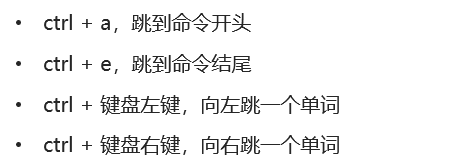 • ctrl + a，跳到命令开头
• ctrl + e，跳到命令结尾
• ctrl + 键盘左键，向左跳一个单词
• ctrl + 键盘右键，向右跳一个单词